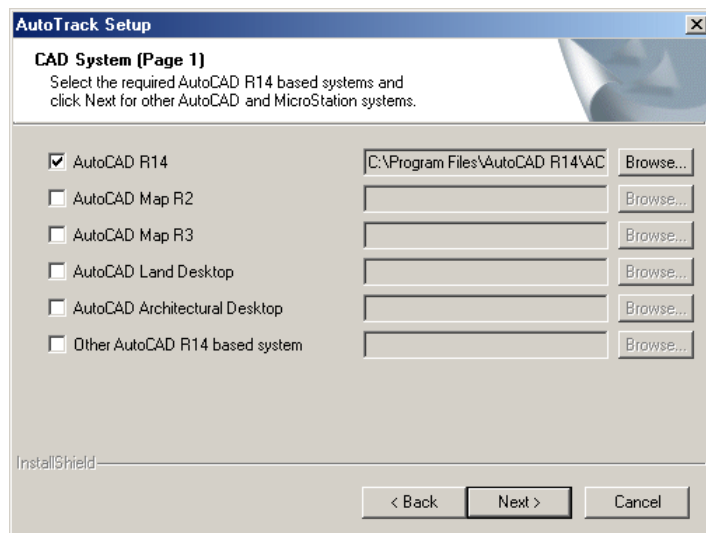 AutoTrack Setup
CAD System (Page 1)
Select the required AutoCAD R14 based systems and
click Next for other AutoCAD and MicroStation systems.
AutoCAD R14 C:\Program Files\AutoCAD R14\AC Browse...
AutoCAD Map R2 Browse...
AutoCAD Map R3 Browse...
AutoCAD Land Desktop Browse...
AutoCAD Architectural Desktop Browse...
Other AutoCAD R14 based system Browse...
InstallShield
< Back Next > Cancel